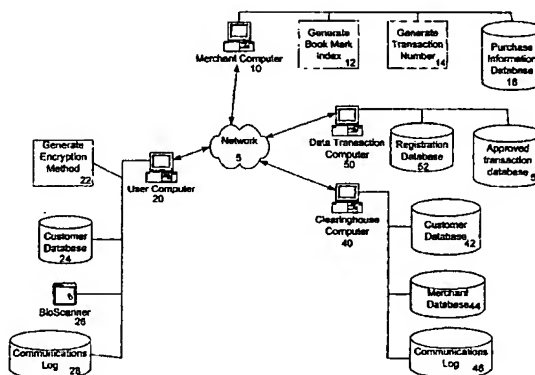 Merchant Computer
10
Generate
Book Mark
Index
12
Generate
Transaction
Number
14
Purchase
Information
Database
16
Network
5
Data Transaction
Computer
50
Registration
Database
52
Approved
transaction
database
Generate
Encryption
Method
22
User Computer
20
Clearinghouse
Computer
40
Customer
Database
24
BioScanner
26
Communications
Log
28
Customer
Database
42
Merchant
Database
44
Communications
Log
46